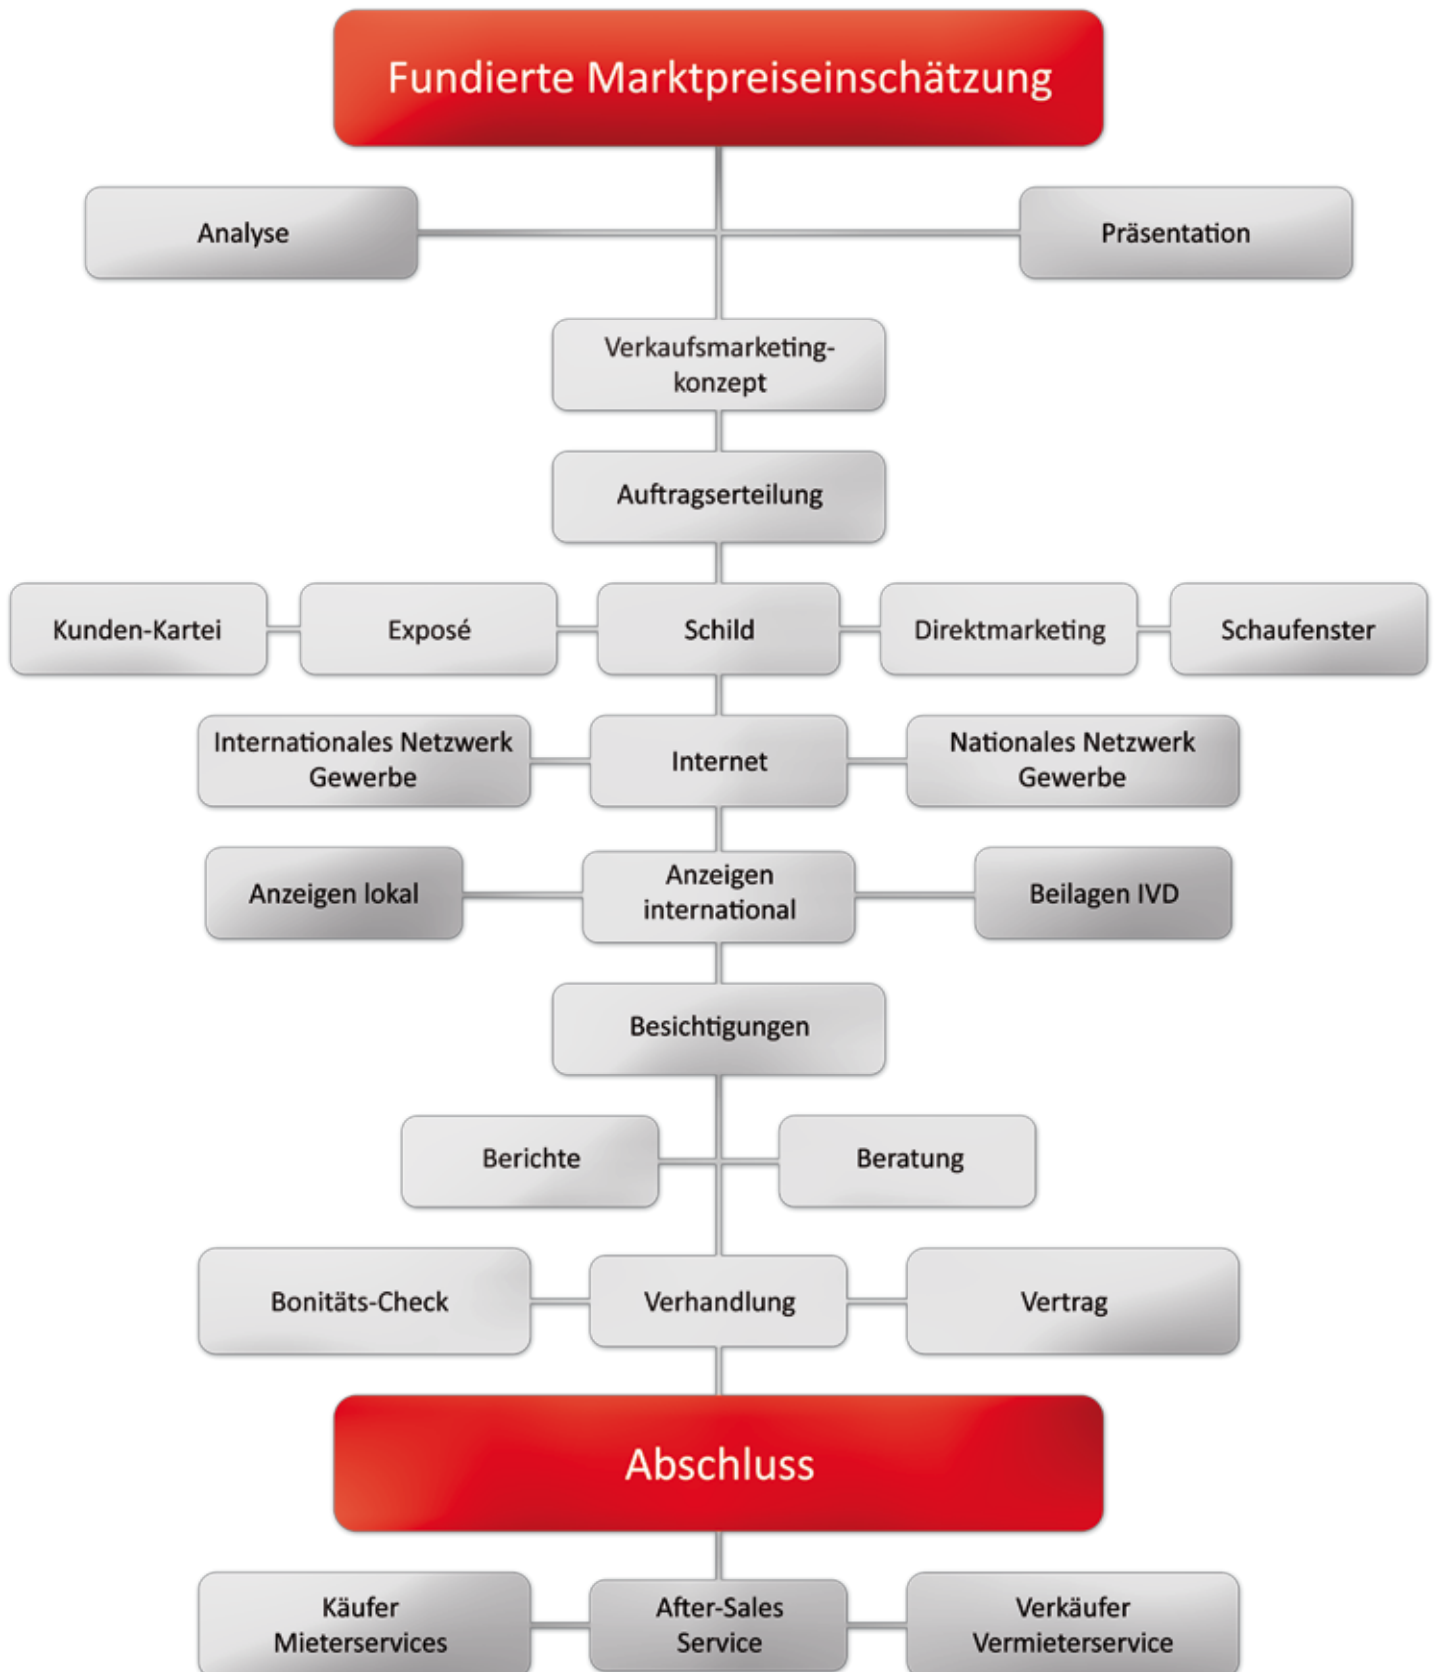 Fundierte Marktpreiseinschätzung
Analyse
Präsentation
Verkaufsmarketing-
konzept
Auftragserteilung
Kunden-Kartei
Exposé
Schild
Direktmarketing
Schaufenster
Internationales Netzwerk
Gewerbe
Internet
Nationales Netzwerk
Gewerbe
Anzeigen lokal
Anzeigen
international
Beilagen IVD
Besichtigungen
Berichte
Beratung
Bonitäts-Check
Verhandlung
Vertrag
Abschluss
Käufer
Mieterservices
After-Sales
Service
Verkäufer
Vermieterservice